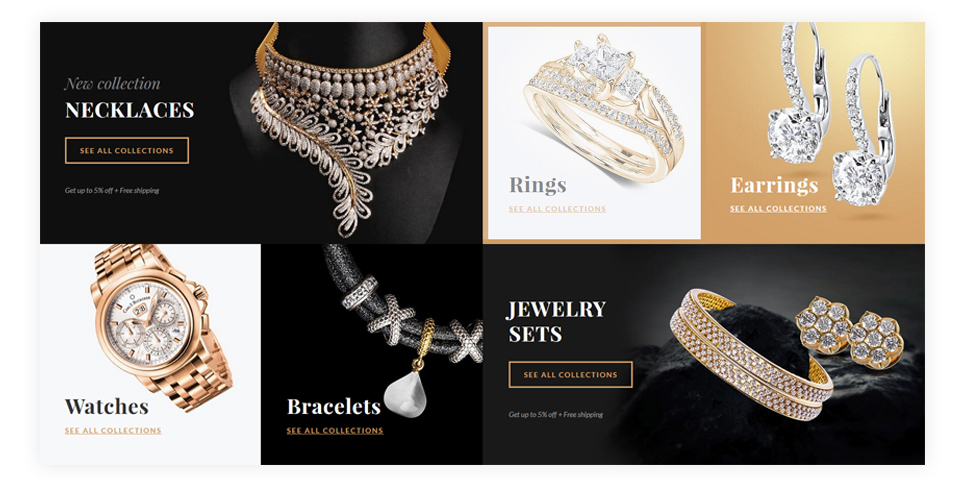 New collection
NECKLACES
SEE ALL COLLECTIONS
Get up to 5% off + Free shipping
Rings
SEE ALL COLLECTIONS
Earrings
SEE ALL COLLECTIONS
Watches
SEE ALL COLLECTIONS
Bracelets
SEE ALL COLLECTIONS
JEWELRY
SETS
SEE ALL COLLECTIONS
Get up to 5% off + Free shipping